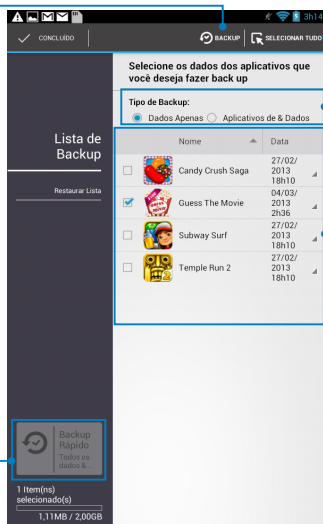 3h14
CONCLUÍDO
BACKUP
SELECIONAR TUDO
Selecione os dados dos aplicativos que
você deseja fazer back up
Tipo de Backup:
Dados Apenas
Aplicativos de & Dados
Lista de
Backup
Restaurar Lista
Nome
Data
Candy Crush Saga
27/02/
2013
18h10
Guess The Movie
04/03/
2013
2h36
Subway Surf
27/02/
2013
18h10
Temple Run 2
27/02/
2013
18h10
Backup
Rápido
Todos os
dados &...
1 Item(ns)
selecionado(s)
1,11MB / 2,00GB